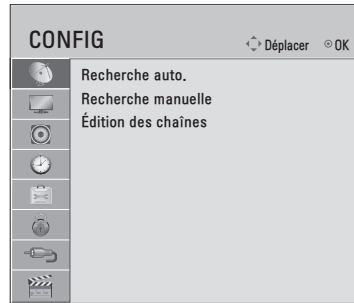 CONFIG
Déplacer OK
Recherche auto.
Recherche manuelle
Édition des chaînes